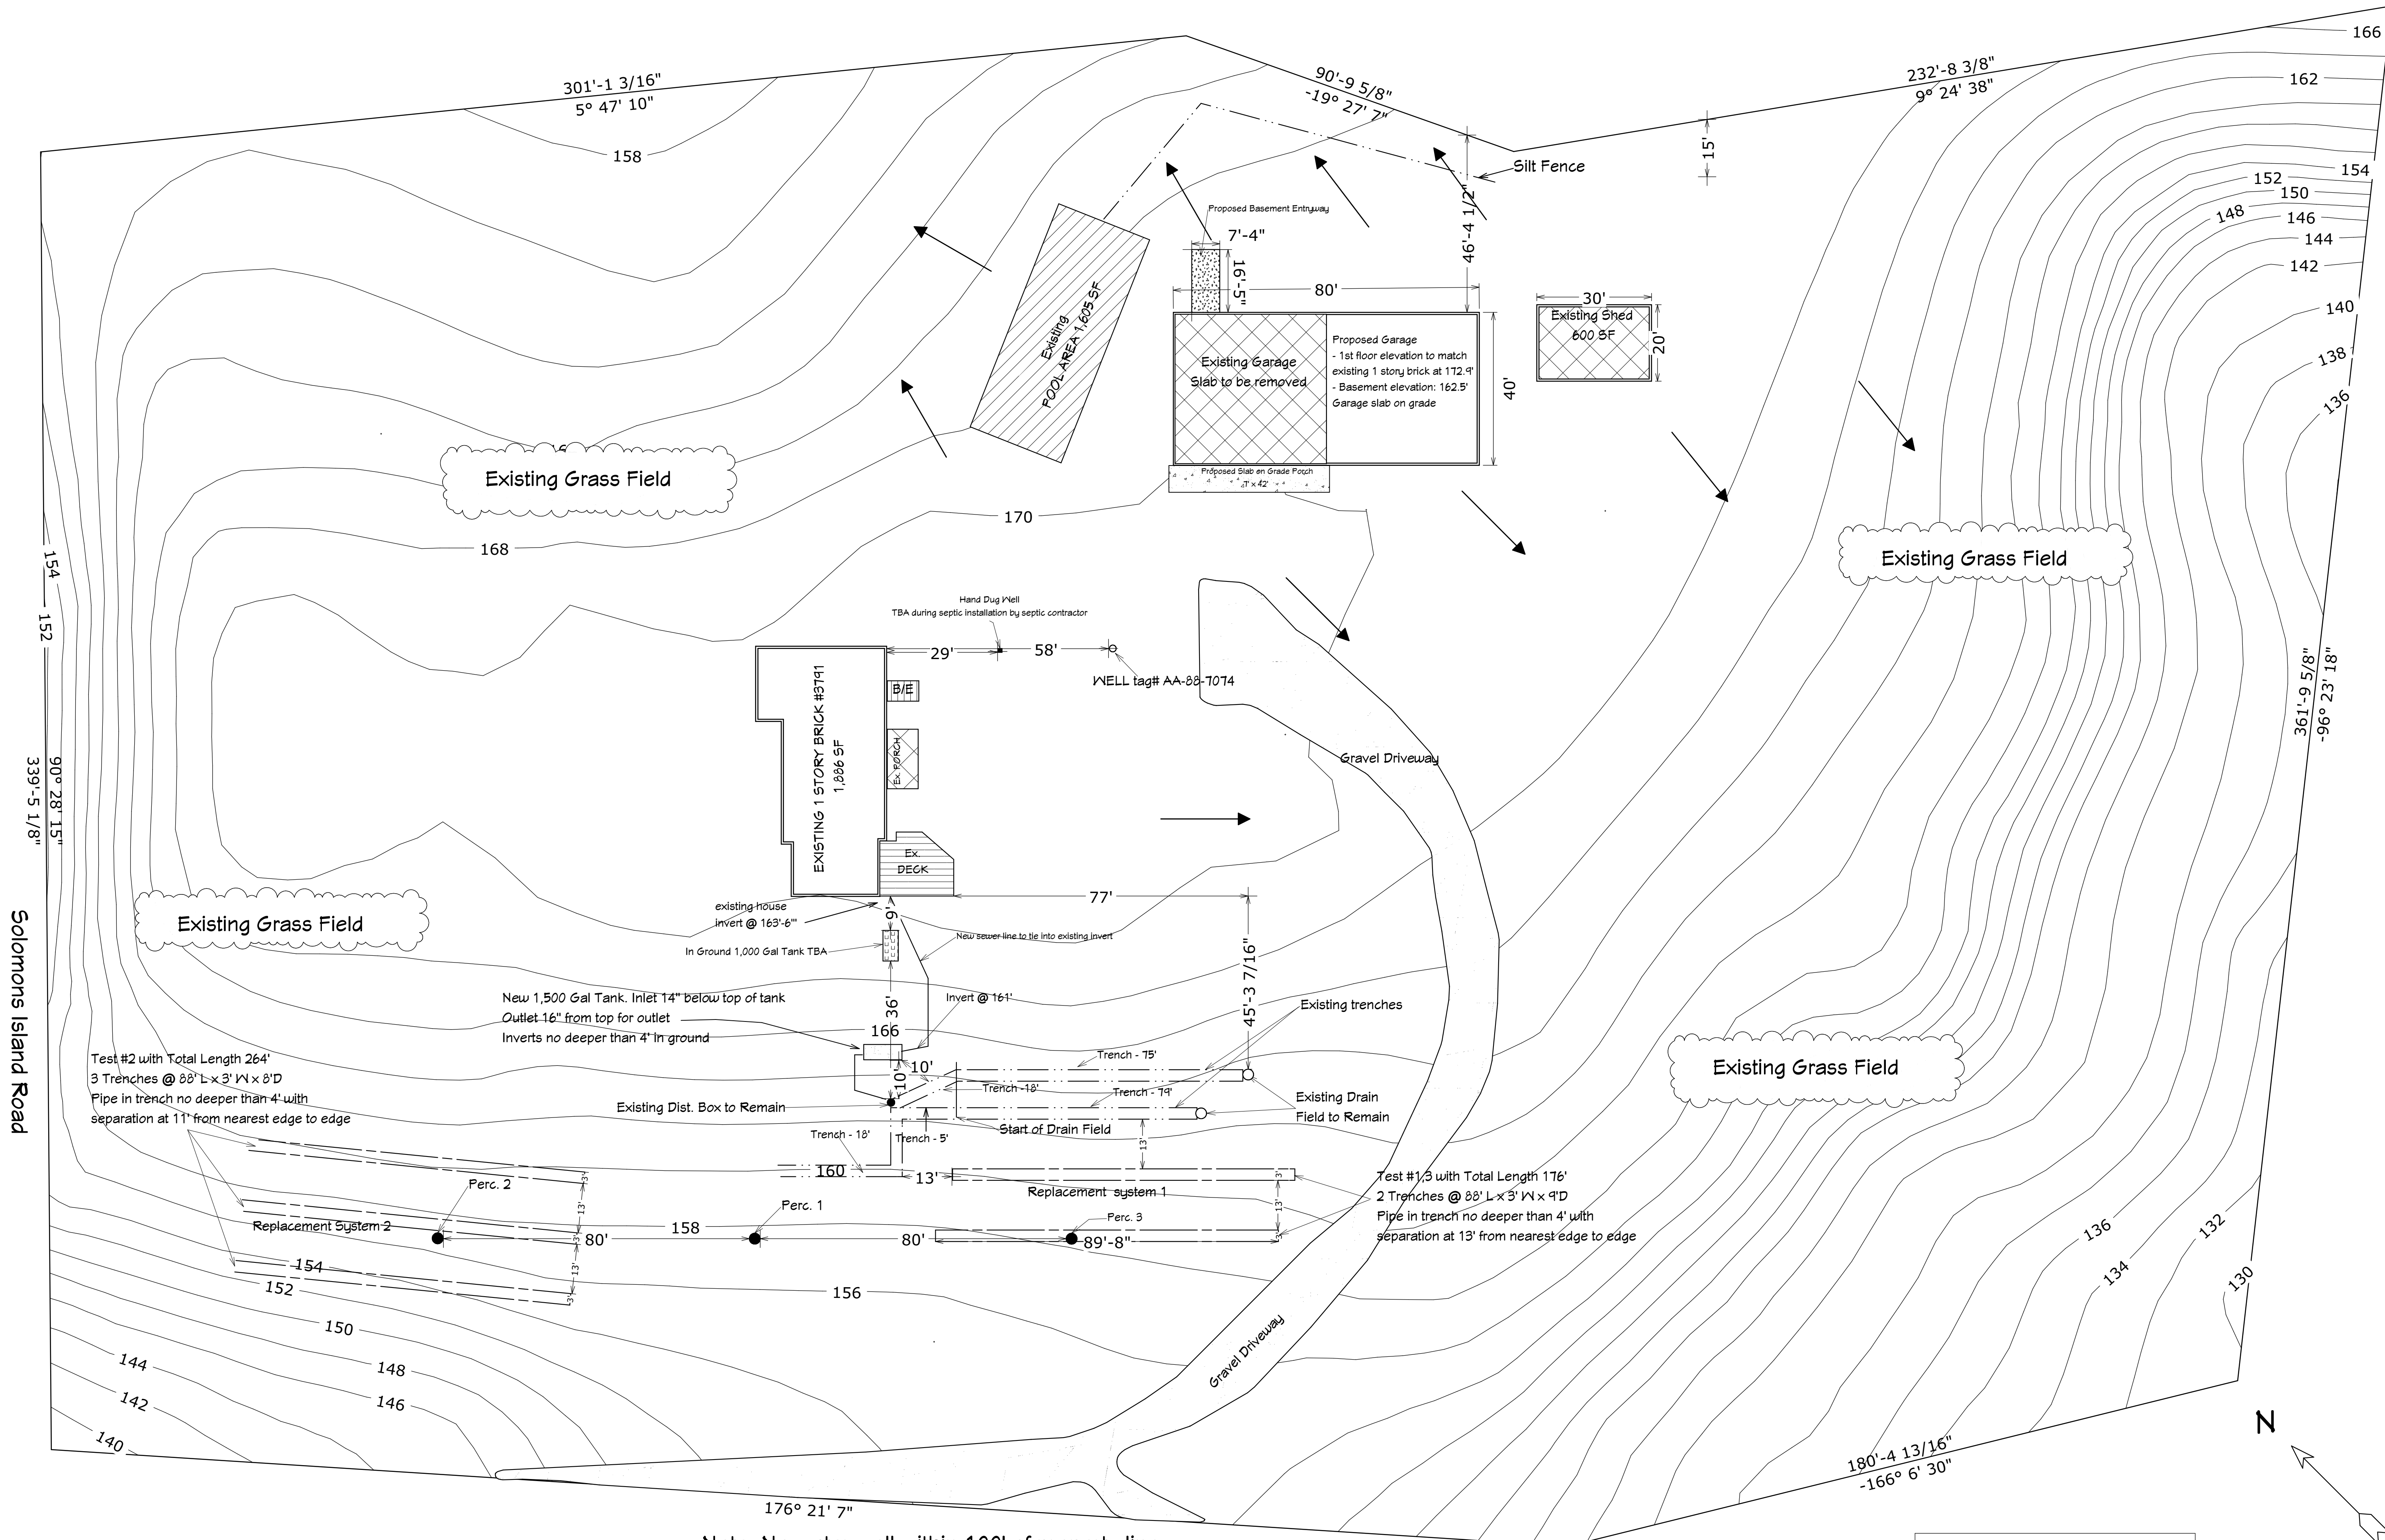 166
301'-1 3/16"
5° 47' 10"
90'-9 5/8"
-19° 27' 7"
232'-8 3/8"
9° 24' 38"
162
158
15'
Silt Fence
154
152
150
148
146
144
142
Proposed Basement Entryway
7'-4"
16'-5"
46'-4 1/2"
80'
30'
Existing Shed
600 SF
20'
140
138
136
Existing
POOL AREA 1,605 SF
Existing Garage
Slab to be removed
Proposed Garage
- 1st floor elevation to match
existing 1 story brick at 172.9'
- Basement elevation: 162.5'
Garage slab on grade
40'
Existing Grass Field
Proposed Slab on Grade Porch
7' x 42'
170
168
154
152
Existing Grass Field
Hand Dug Well
TBA during septic installation by septic contractor
29'
58'
WELL tag# AA-88-7074
B/E
EXISTING 1 STORY BRICK #3791
1,886 SF
Ex PORCH
Ex.
DECK
Gravel Driveway
361'-9 5/8"
-96° 23' 18"
90° 28' 15"
339'-5 1/8"
Solomons Island Road
Existing Grass Field
77'
existing house
invert @ 163'-6"'
9'
New sewer line to tie into existing invert
In Ground 1,000 Gal Tank TBA
45'-3 7/16"
New 1,500 Gal Tank. Inlet 14" below top of tank
Outlet 16" from top for outlet
Inverts no deeper than 4' in ground
36'
Invert @ 161'
166
Existing trenches
Existing Grass Field
Test #2 with Total Length 264'
3 Trenches @ 88' L x 3' W x 8'D
Pipe in trench no deeper than 4' with
separation at 11' from nearest edge to edge
10'
10'
Trench - 75'
Trench -18'
Trench - 79'
Existing Dist. Box to Remain
Existing Drain
Field to Remain
Start of Drain Field
Trench - 18'
Trench - 5'
13'
160
13'
Replacement system 1
3'
13'
3'
Test #1,3 with Total Length 176'
2 Trenches @ 88' L x 3' W x 9'D
Pipe in trench no deeper than 4' with
separation at 13' from nearest edge to edge
Perc. 2
Perc. 1
Perc. 3
Replacement System 2
3'
13'
3'
13'
3'
80'
158
80'
89'-8"
154
152
156
150
148
146
144
142
140
136
134
132
130
Gravel Driveway
N
180'-4 13/16"
-166° 6' 30"
176° 21' 7"